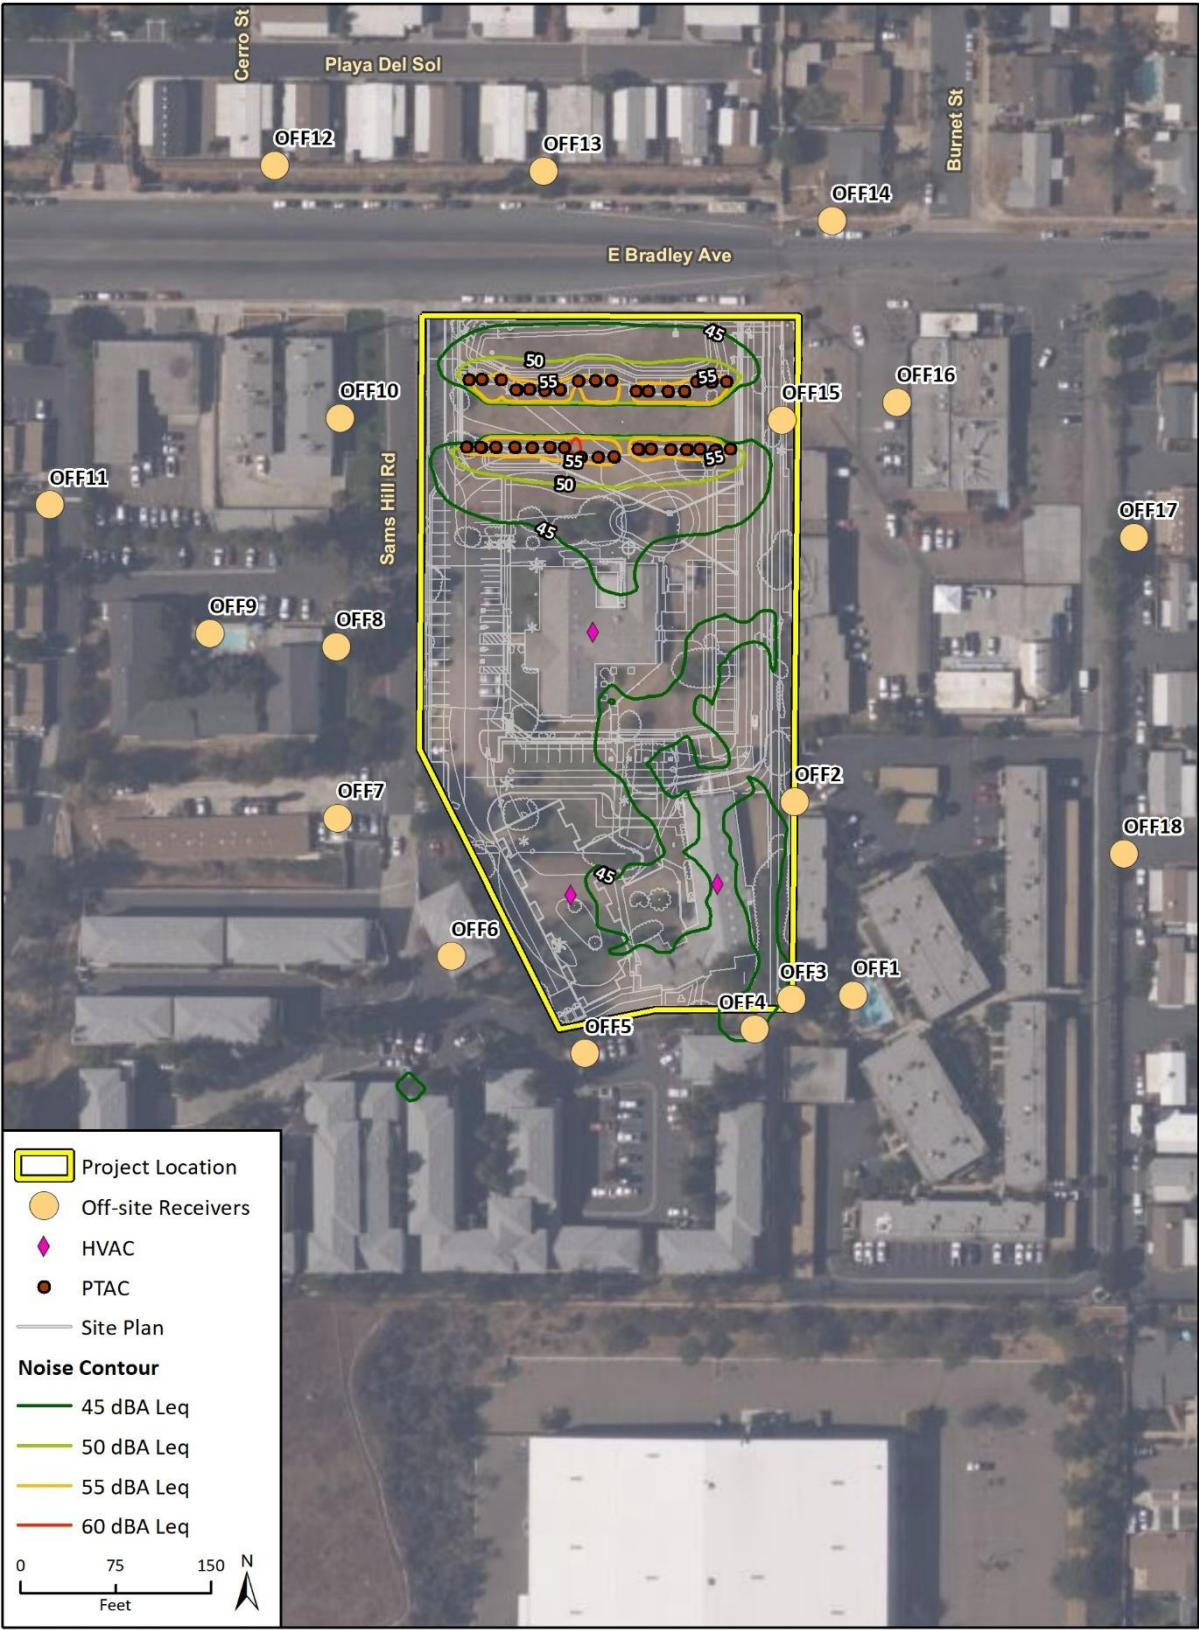 Cerro St
Playa Del Sol
Burnet St
OFF12
OFF13
OFF14
E Bradley Ave
45
50
55
55
OFF10
OFF15
OFF16
Sams Hill Rd
55
55
50
45
OFF11
OFF17
OFF9
OFF8
OFF7
OFF2
OFF18
45
OFF6
OFF3
OFF1
OFF4
OFF5
Project Location
Off-site Receivers
HVAC
PTAC
Site Plan
Noise Contour
45 dBA Leq
50 dBA Leq
55 dBA Leq
60 dBA Leq
0 75 150 N
Feet